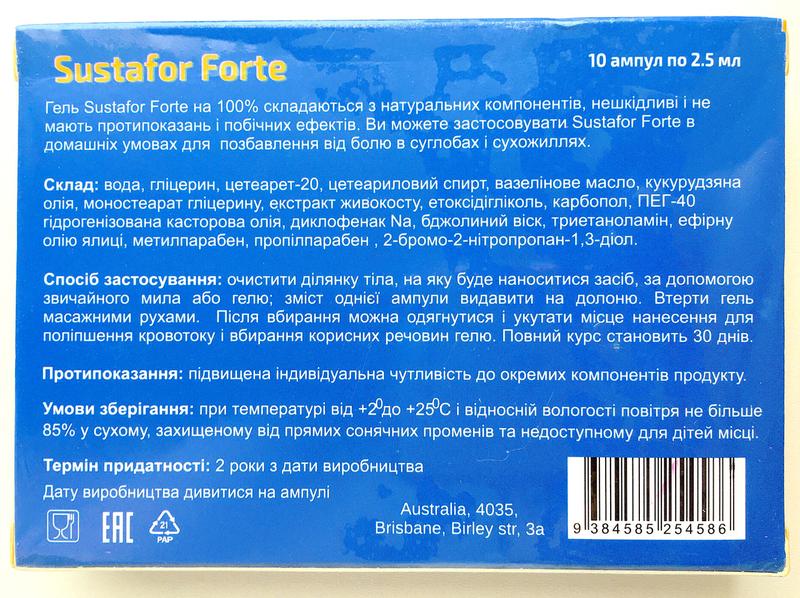 Sustafor Forte
10 ампул по 2.5 мл
Гель Sustafor Forte на 100% складаються з натуральних компонентів, нешкідливі і не
мають протипоказань і побічних ефектів. Ви можете застосовувати Sustafor Forte в
домашніх умовах для позбавлення від болю в суглобах і сухожиллях.
Склад: вода, гліцерин, цетеарет-20, цетеариловий спирт, вазелінове масло, кукурудзяна
олія, моностеарат гліцерину, екстракт живокосту, етоксідігліколь, карбопол, ПЕГ-40
гідрогенізована касторова олія, диклофенак Na, бджолиний віск, триетаноламін, ефірну
олію ялиці, метилпарабен, пропілпарабен , 2-бромо-2-нітропропан-1,3-діол.
Спосіб застосування: очистити ділянку тіла, на яку буде наноситися засіб, за допомогою
звичайного мила або гелю; зміст однієї ампули видавити на долоню. Втерти гель
масажними рухами. Після вбирання можна одягнутися і укутати місце нанесення для
поліпшення кровотоку і вбирання корисних речовин гелю. Повний курс становить 30 днів.
Протипоказання: підвищена індивідуальна чутливість до окремих компонентів продукту.
Умови зберігання: при температурі від +2⁰до +25⁰С і відносній вологості повітря не більше
85% у сухому, захищеному від прямих сонячних променів та недоступному для дітей місці.
Термін придатності: 2 роки з дати виробництва
Дату виробництва дивитися на ампулі
Australia, 4035,
Brisbane, Birley str, 3a
EAC
21
PAP
9 384585 254586